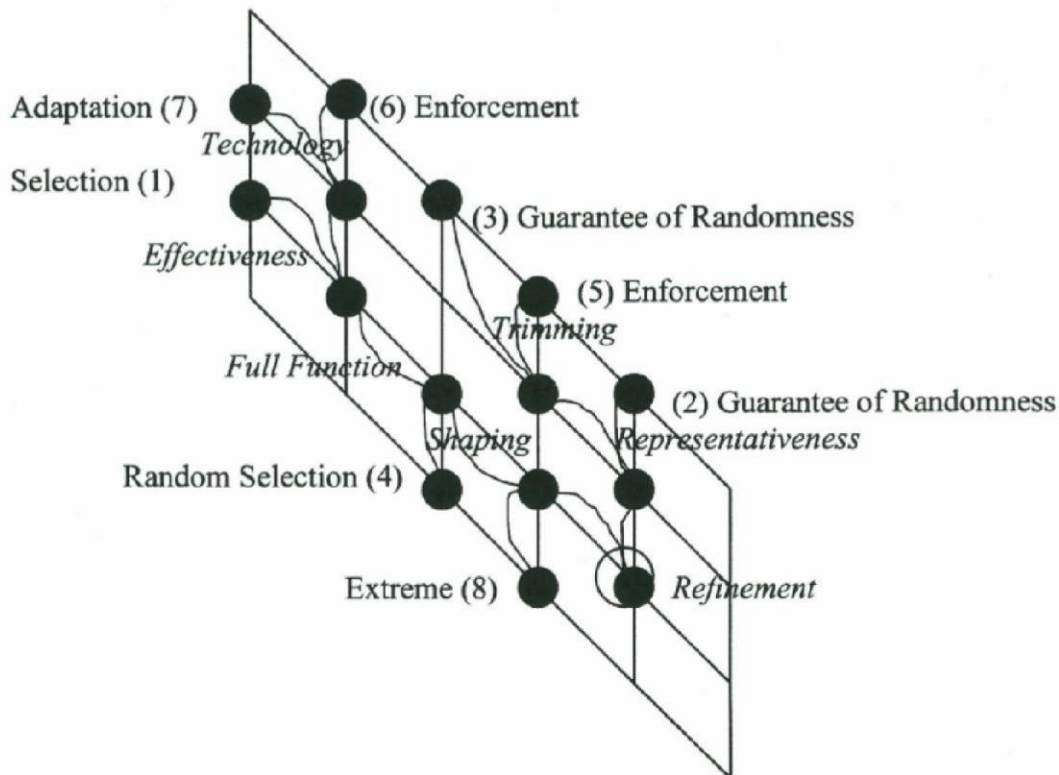 Adaptation (7)
(6) Enforcement
Technology
Selection (1)
(3) Guarantee of Randomness
Effectiveness
(5) Enforcement
Trimming
Full Function
(2) Guarantee of Randomness
Shaping
Representativeness
Random Selection (4)
Extreme (8)
Refinement